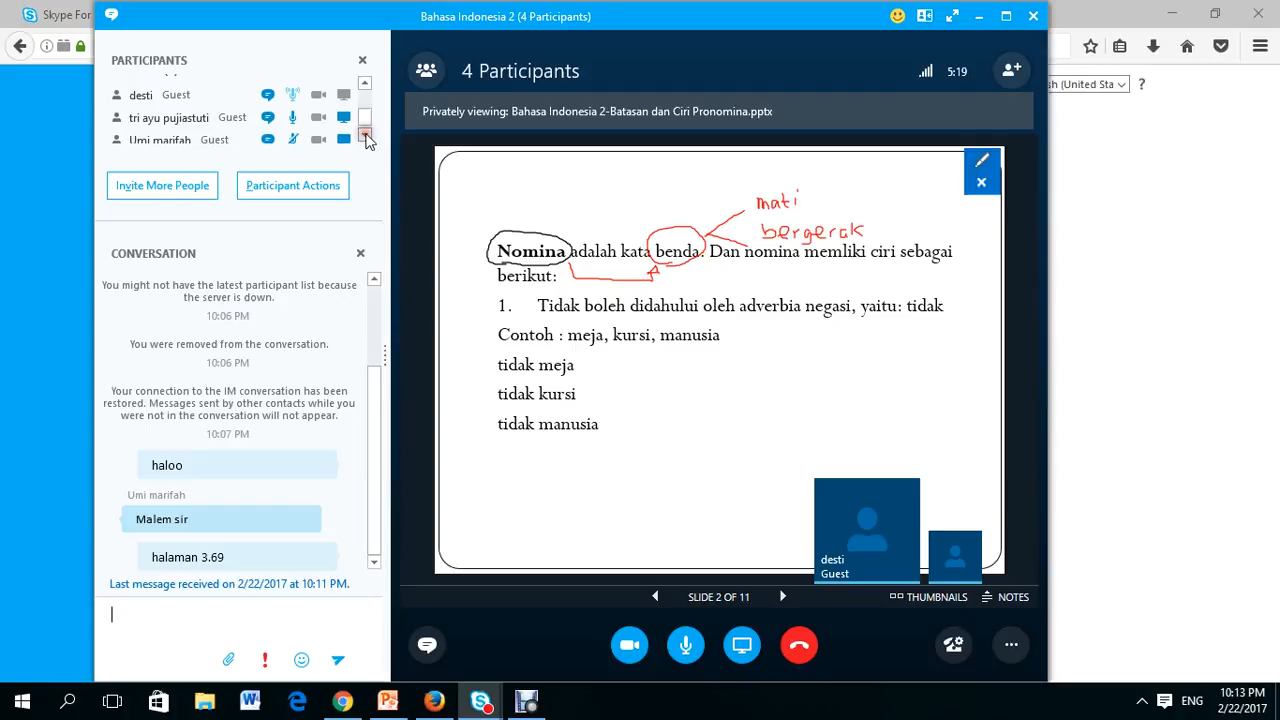 Skype For
Bahasa Indonesia 2 (4 Participants)
PARTICIPANTS
desti Guest
tri ayu pujiastuti Guest
Umi marifah Guest
Invite More People
Participant Actions
CONVERSATION
You might not have the latest participant list because
the server is down.
10:06 PM
You were removed from the conversation.
10:06 PM
Your connection to the IM conversation has been
restored. Messages sent by other contacts while you
were not in the conversation will not appear.
10:07 PM
haloo
Umi marifah
Malem sir
halaman 3.69
Last message received on 2/22/2017 at 10:11 PM.
4 Participants
5:19
Privately viewing: Bahasa Indonesia 2-Batasan dan Ciri Pronomina.pptx
mati
bergerak
Nomina adalah kata benda. Dan nomina memliki ciri sebagai
berikut:
1. Tidak boleh didahului oleh adverbia negasi, yaitu: tidak
Contoh : meja, kursi, manusia
tidak meja
tidak kursi
tidak manusia
desti
Guest
SLIDE 2 OF 11
THUMBNAILS
NOTES
sh (United Sta
?
ENG
10:13 PM
2/22/2017